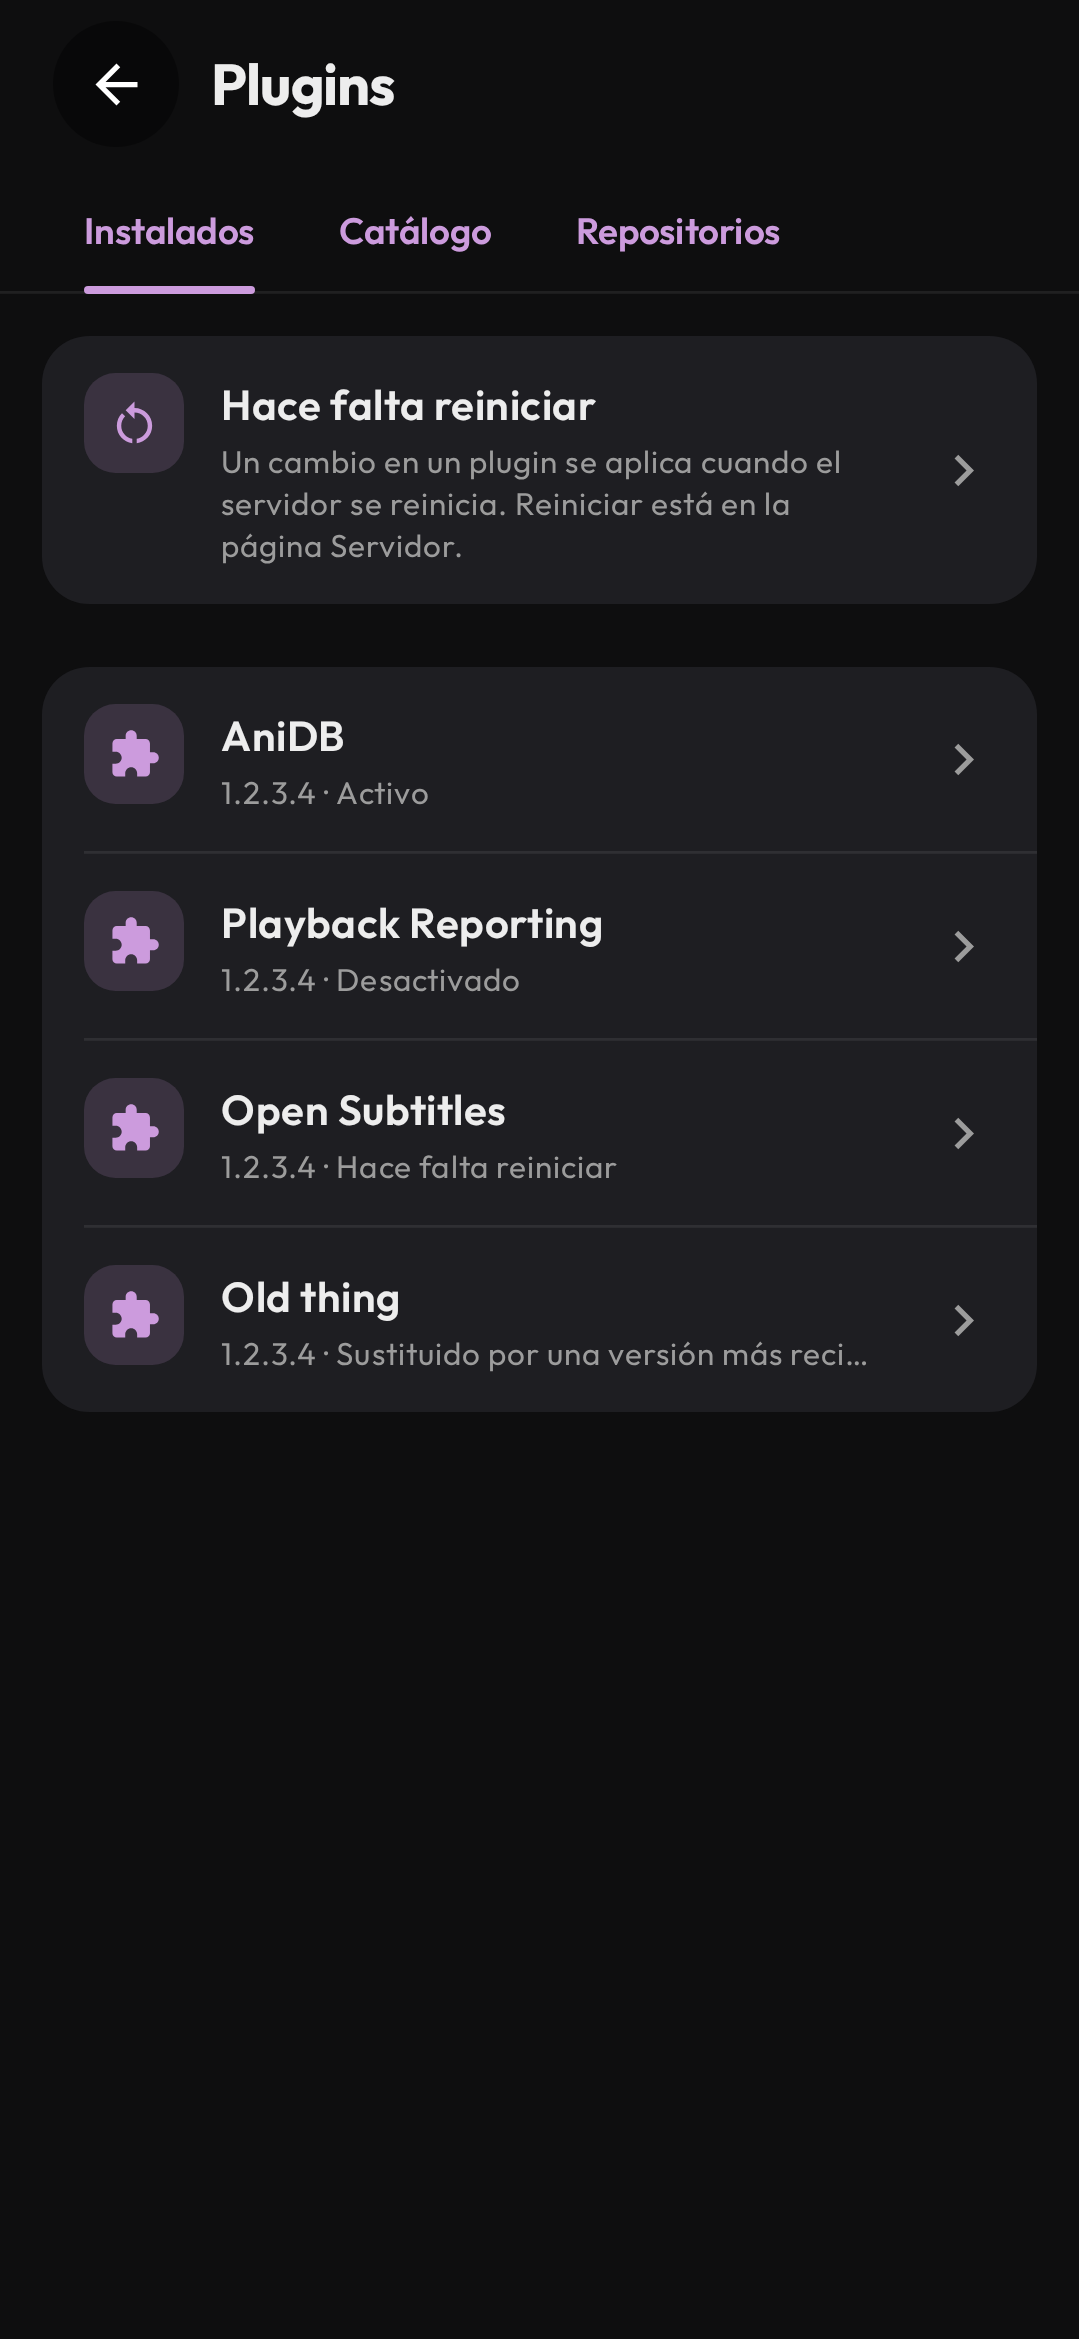 Plugins
Instalados
Catálogo
Repositorios
Hace falta reiniciar
Un cambio en un plugin se aplica cuando el
servidor se reinicia. Reiniciar está en la
página Servidor.
AniDB
1.2.3.4 · Activo
Playback Reporting
1.2.3.4 · Desactivado
Open Subtitles
1.2.3.4 · Hace falta reiniciar
Old thing
1.2.3.4 · Sustituido por una versión más reci…